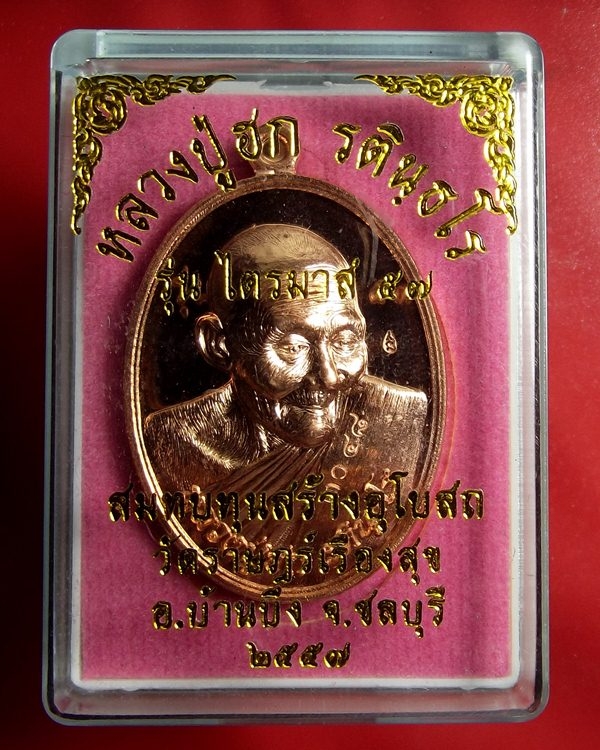 หลวงปู่ฮก รตินฺธโร
รุ่น ไตรมาส ๕๗
สมทบทุนสร้างอุโบสถ
วัดราษฎร์เรืองสุข
อ.บ้านบึง จ.ชลบุรี
๒๕๕๗